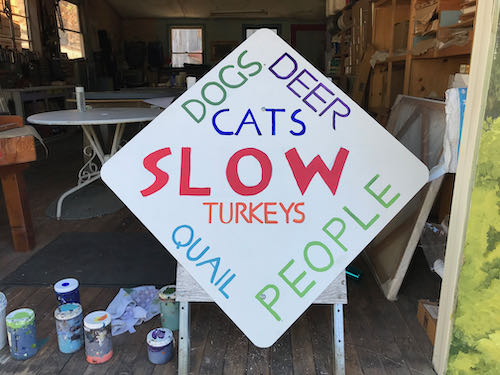 DOGS
DEER
CATS
SLOW
TURKEYS
QUAIL
PEOPLE